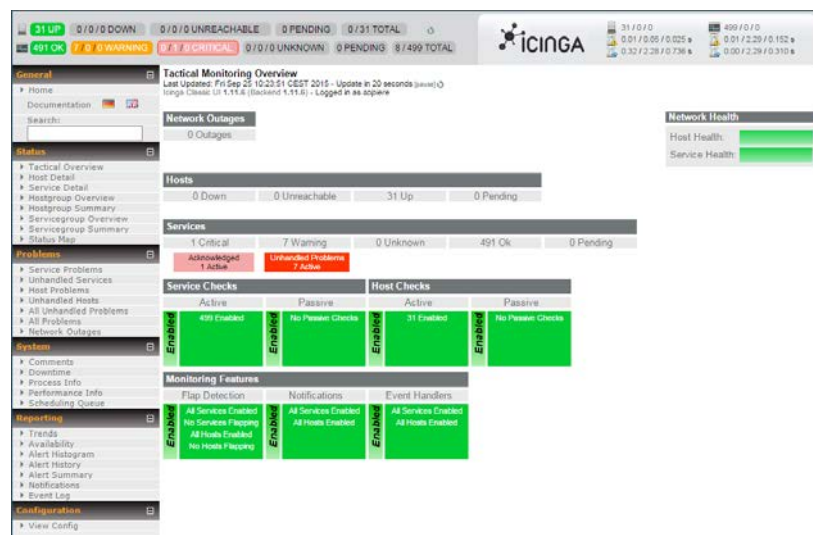 31 UP 0 / 0 / 0 DOWN 0 / 0 / 0 UNREACHABLE 0 PENDING 0 / 31 TOTAL
491 OK 7 / 0 / 0 WARNING 0 / 1 / 0 CRITICAL 0 / 0 / 0 UNKNOWN 0 PENDING 8 / 499 TOTAL
ICINGA
31 / 0 / 0
0.01 / 0.06 / 0.025 s
0.32 / 2.28 / 0.736 s
499 / 0 / 0
0.01 / 2.29 / 0.152 s
0.00 / 2.29 / 0.310 s
General
Home
Documentation
Search:
Status
Tactical Overview
Host Detail
Service Detail
Hostgroup Overview
Hostgroup Summary
Servicegroup Overview
Servicegroup Summary
Status Map
Problems
Service Problems
Unhandled Services
Host Problems
Unhandled Hosts
All Unhandled Problems
All Problems
Network Outages
System
Comments
Downtime
Process Info
Performance Info
Scheduling Queue
Reporting
Trends
Availability
Alert Histogram
Alert History
Alert Summary
Notifications
Event Log
Configuration
View Config
Tactical Monitoring Overview
Last Updated: Fri Sep 25 10:23:51 CEST 2015 - Update in 20 seconds [pause]
Icinga Classic UI 1.11.6 (Backend 1.11.6) - Logged in as
Network Outages
0 Outages
Network Health
Host Health:
Service Health:
Hosts
0 Down 0 Unreachable 31 Up 0 Pending
Services
1 Critical 7 Warning 0 Unknown 491 Ok 0 Pending
Acknowledged Unhandled Problems
1 Active 7 Active
Service Checks Host Checks
Active Passive Active Passive
Enabled 499 Enabled Enabled No Passive Checks Enabled 31 Enabled Enabled No Passive Checks
Monitoring Features
Flap Detection Notifications Event Handlers
Enabled All Services Enabled Enabled All Services Enabled Enabled All Services Enabled
No Services Flapping All Hosts Enabled All Hosts Enabled
All Hosts Enabled
No Hosts Flapping